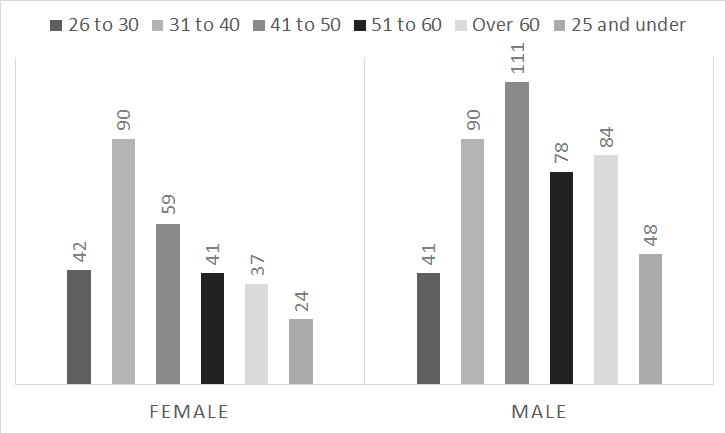 26 to 30 31 to 40 41 to 50 51 to 60 Over 60 25 and under
42 90 59 41 37 24 41 90 111 78 84 48
FEMALE MALE